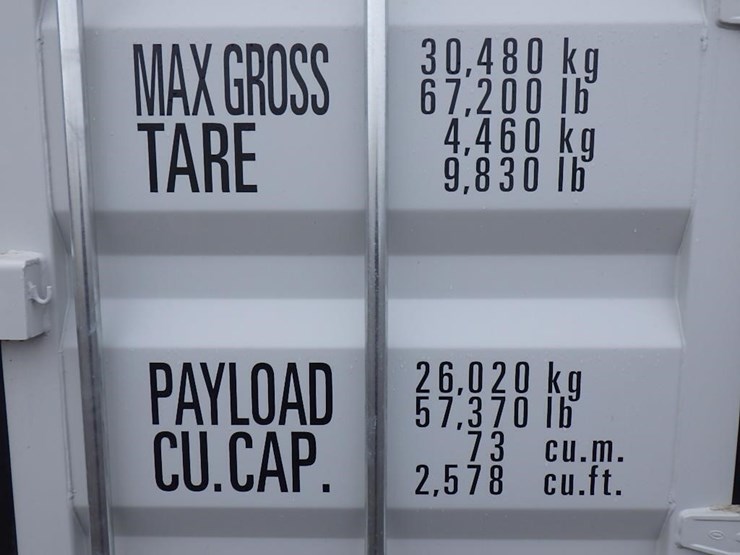 MAX GROSS 30,480 kg
67,200 lb
TARE 4,460 kg
9,830 lb
PAYLOAD 26,020 kg
57,370 lb
CU.CAP. 73 cu.m.
2,578 cu.ft.